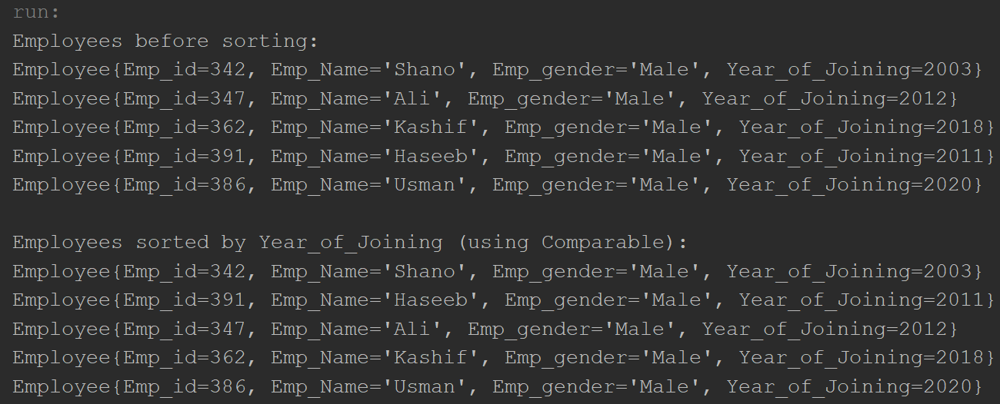 run:
Employees before sorting:
Employee{Emp_id=342, Emp_Name='Shano', Emp_gender='Male', Year_of_Joining=2003}
Employee{Emp_id=347, Emp_Name='Ali', Emp_gender='Male', Year_of_Joining=2012}
Employee{Emp_id=362, Emp_Name='Kashif', Emp_gender='Male', Year_of_Joining=2018}
Employee{Emp_id=391, Emp_Name='Haseeb', Emp_gender='Male', Year_of_Joining=2011}
Employee{Emp_id=386, Emp_Name='Usman', Emp_gender='Male', Year_of_Joining=2020}

Employees sorted by Year_of_Joining (using Comparable):
Employee{Emp_id=342, Emp_Name='Shano', Emp_gender='Male', Year_of_Joining=2003}
Employee{Emp_id=391, Emp_Name='Haseeb', Emp_gender='Male', Year_of_Joining=2011}
Employee{Emp_id=347, Emp_Name='Ali', Emp_gender='Male', Year_of_Joining=2012}
Employee{Emp_id=362, Emp_Name='Kashif', Emp_gender='Male', Year_of_Joining=2018}
Employee{Emp_id=386, Emp_Name='Usman', Emp_gender='Male', Year_of_Joining=2020}